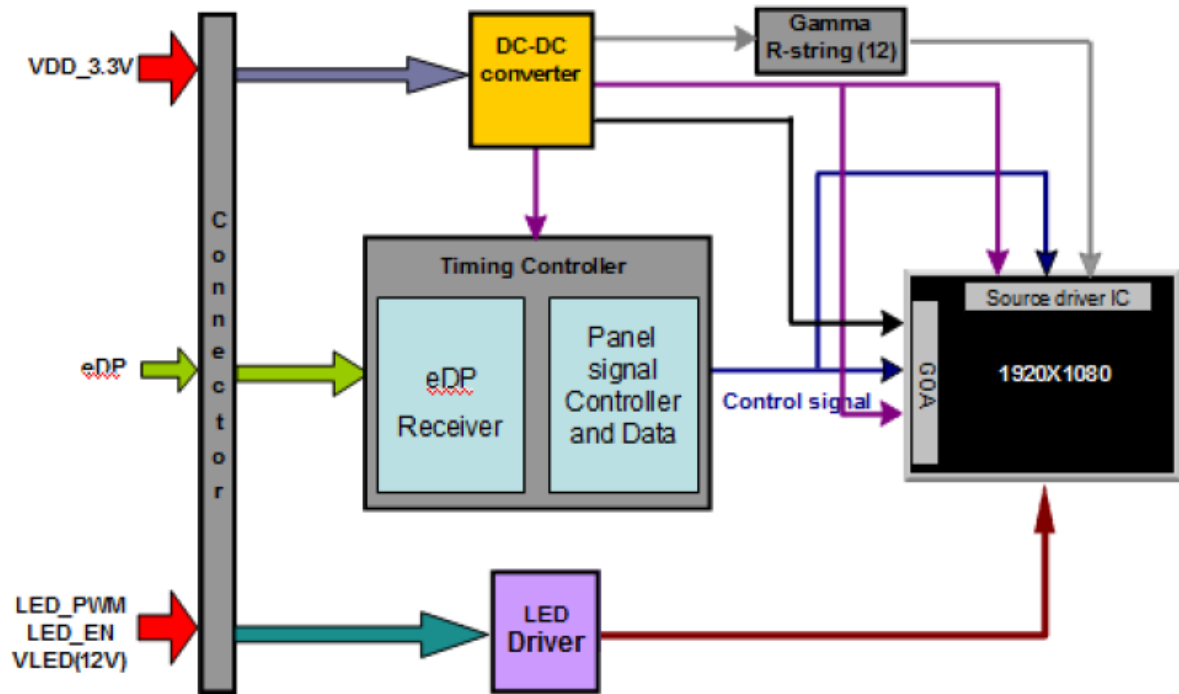 VDD_3.3V
DC-DC
converter
Gamma
R-string (12)
Connector
Timing Controller
eDP
eDP
Receiver
Panel
signal
Controller
and Data
Control signal
Source driver IC
GOA
1920X1080
LED_PWM
LED_EN
VLED(12V)
LED
Driver